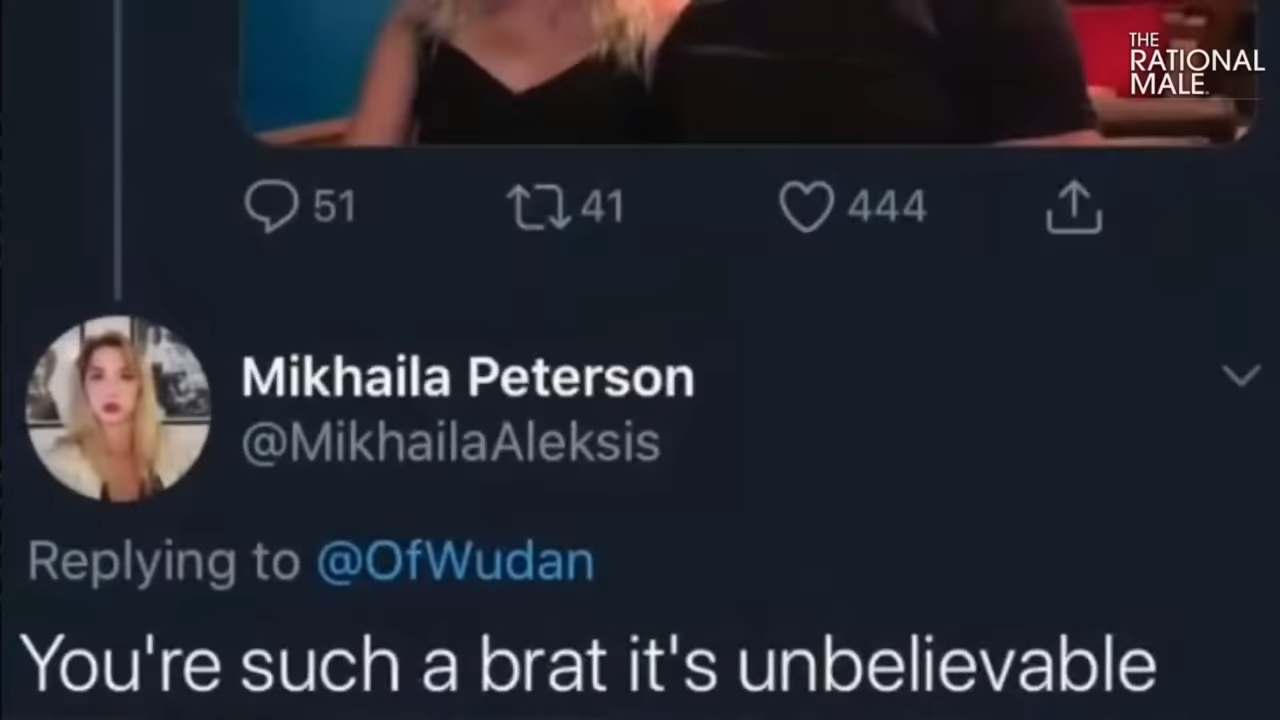 THE
RATIONAL
MALE
51 41 444
Mikhaila Peterson
@MikhailaAleksis
Replying to @OfWudan
You're such a brat it's unbelievable